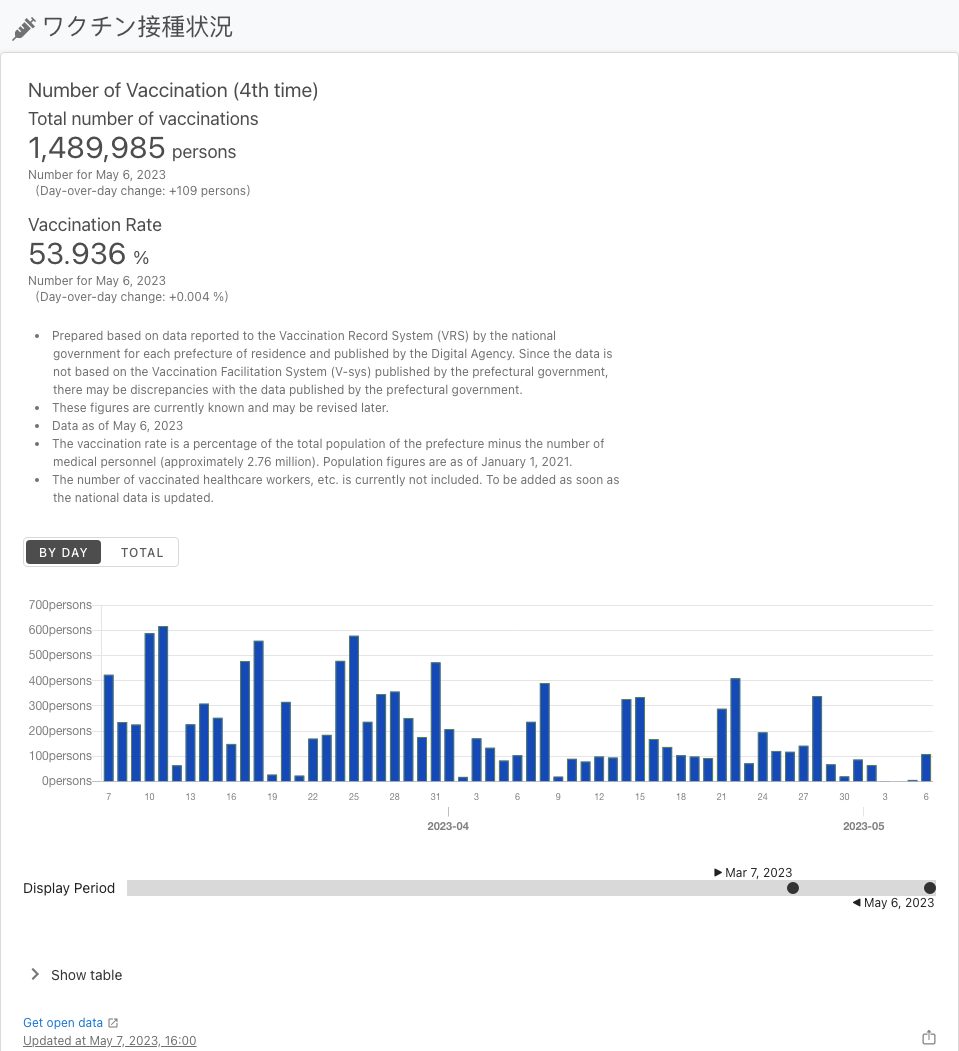 ワクチン接種状況
Number of Vaccination (4th time)
Total number of vaccinations
1,489,985 persons
Number for May 6, 2023
(Day-over-day change: +109 persons)
Vaccination Rate
53.936 %
Number for May 6, 2023
(Day-over-day change: +0.004 %)
• Prepared based on data reported to the Vaccination Record System (VRS) by the national
government for each prefecture of residence and published by the Digital Agency. Since the data is
not based on the Vaccination Facilitation System (V-sys) published by the prefectural government,
there may be discrepancies with the data published by the prefectural government.
• These figures are currently known and may be revised later.
• Data as of May 6, 2023
• The vaccination rate is a percentage of the total population of the prefecture minus the number of
medical personnel (approximately 2.76 million). Population figures are as of January 1, 2021.
• The number of vaccinated healthcare workers, etc. is currently not included. To be added as soon as
the national data is updated.
BY DAY TOTAL
700persons
600persons
500persons
400persons
300persons
200persons
100persons
0persons
7 10 13 16 19 22 25 28 31 3 6 9 12 15 18 21 24 27 30 3 6
2023-04 2023-05
Mar 7, 2023
Display Period
May 6, 2023
Show table
Get open data
Updated at May 7, 2023, 16:00